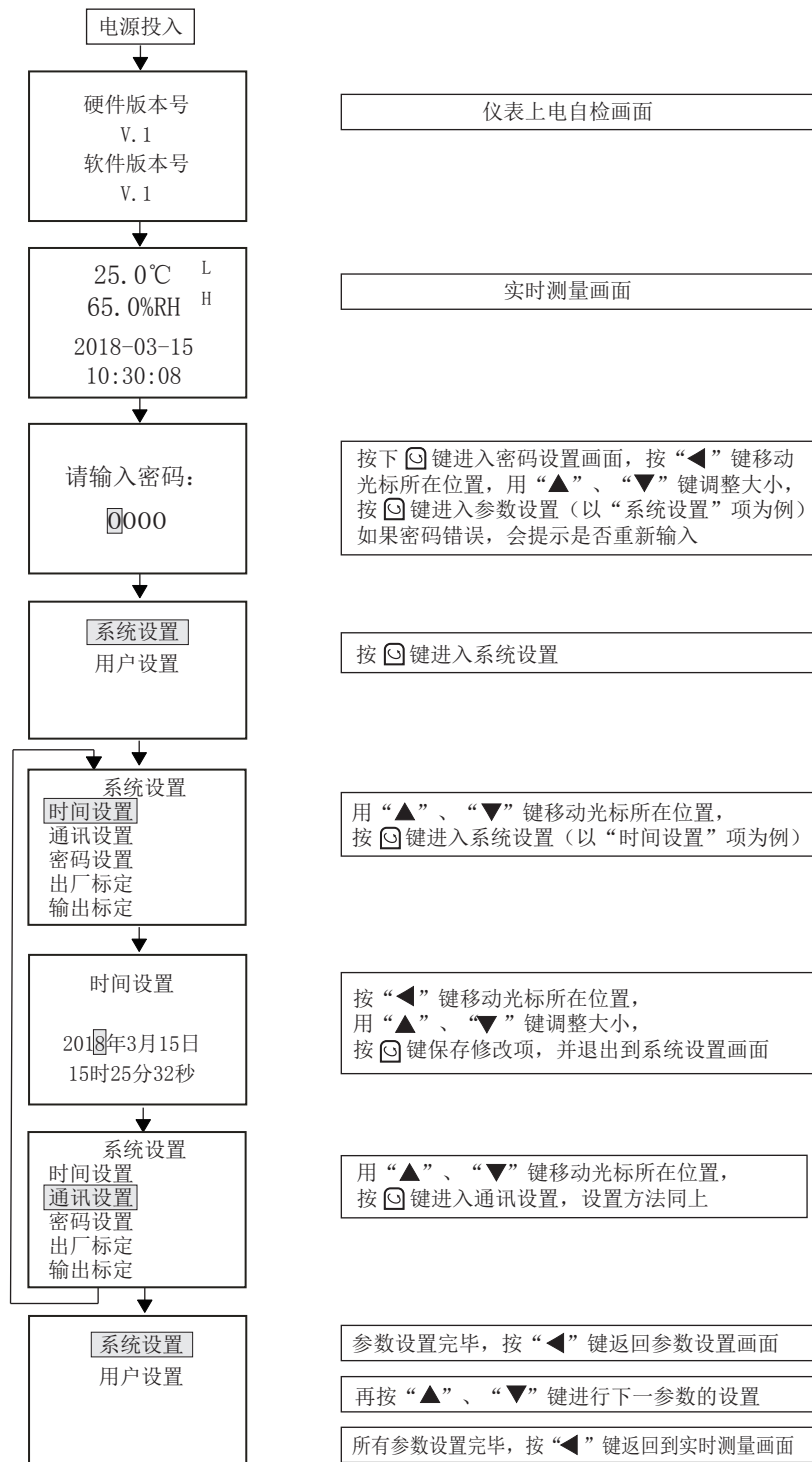 电源投入
硬件版本号
V.1
软件版本号
V.1
仪表上电自检画面
25.0℃ L
65.0%RH H
2018-03-15
10:30:08
实时测量画面
请输入密码：
0000
按下 键进入密码设置画面，按“◀”键移动
光标所在位置，用“▲”、“▼”键调整大小，
按 键进入参数设置（以“系统设置”项为例）
如果密码错误，会提示是否重新输入
系统设置
用户设置
按 键进入系统设置
系统设置
时间设置
通讯设置
密码设置
出厂标定
输出标定
用“▲”、“▼”键移动光标所在位置，
按 键进入系统设置（以“时间设置”项为例）
时间设置
2018年3月15日
15时25分32秒
按“◀”键移动光标所在位置，
用“▲”、“▼”键调整大小，
按 键保存修改项，并退出到系统设置画面
系统设置
时间设置
通讯设置
密码设置
出厂标定
输出标定
用“▲”、“▼”键移动光标所在位置，
按 键进入通讯设置，设置方法同上
系统设置
用户设置
参数设置完毕，按“◀”键返回参数设置画面
再按“▲”、“▼”键进行下一参数的设置
所有参数设置完毕，按“◀”键返回到实时测量画面